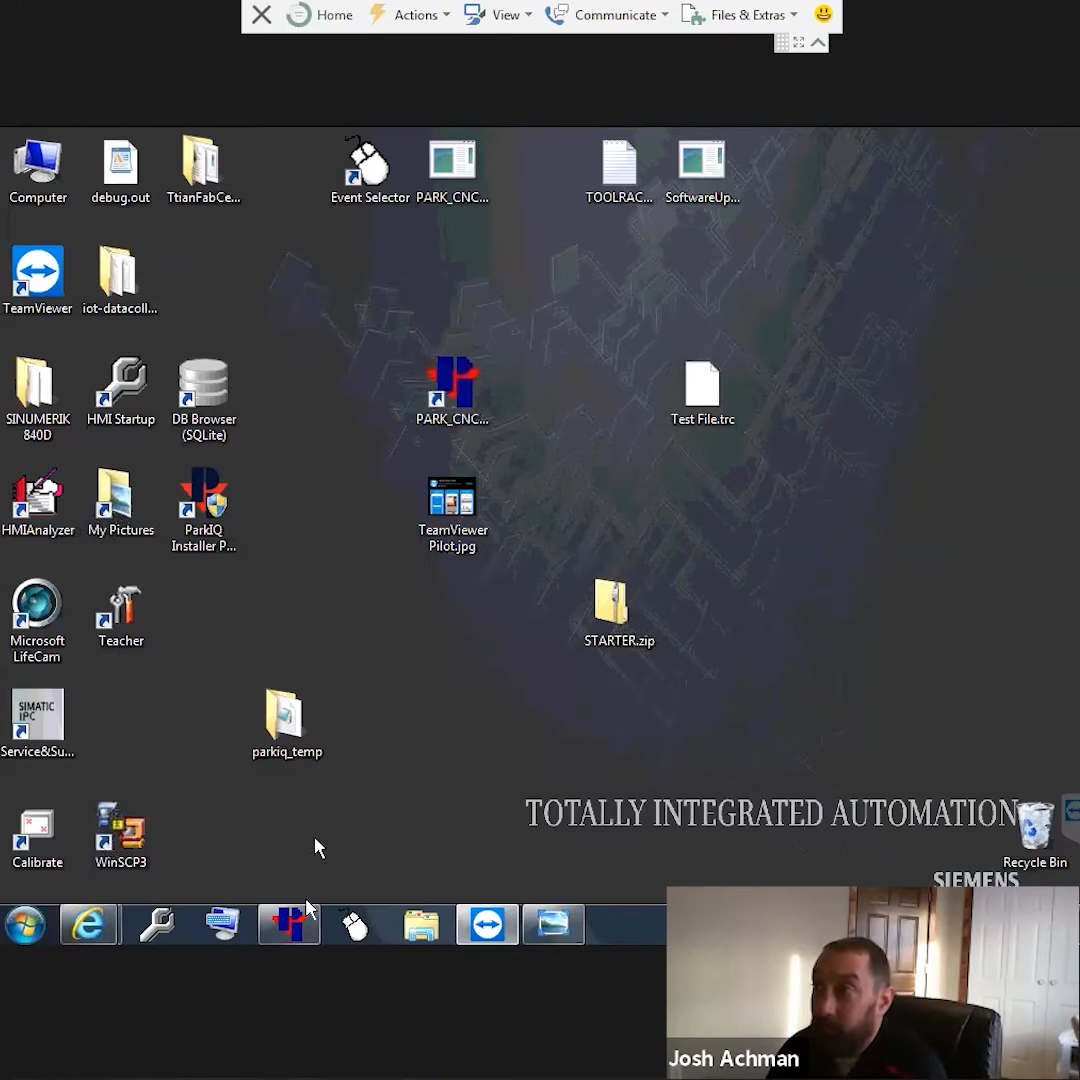 Home Actions View Communicate Files & Extras
Computer debug.out TtianFabCe... Event Selector PARK_CNC... TOOLRAC... SoftwareUp...
TeamViewer iot-datacoll...
SINUMERIK
840D
HMI Startup
DB Browser
(SQLite)
PARK_CNC...
Test File.trc
HMIAnalyzer
My Pictures
ParkIQ
Installer P...
TeamViewer
Pilot.jpg
Microsoft
LifeCam
Teacher
STARTER.zip
SIMATIC
IPC
Service&Su...
parkiq_temp
TOTALLY INTEGRATED AUTOMATION
Calibrate
WinSCP3
Recycle Bin
SIEMENS
Josh Achman